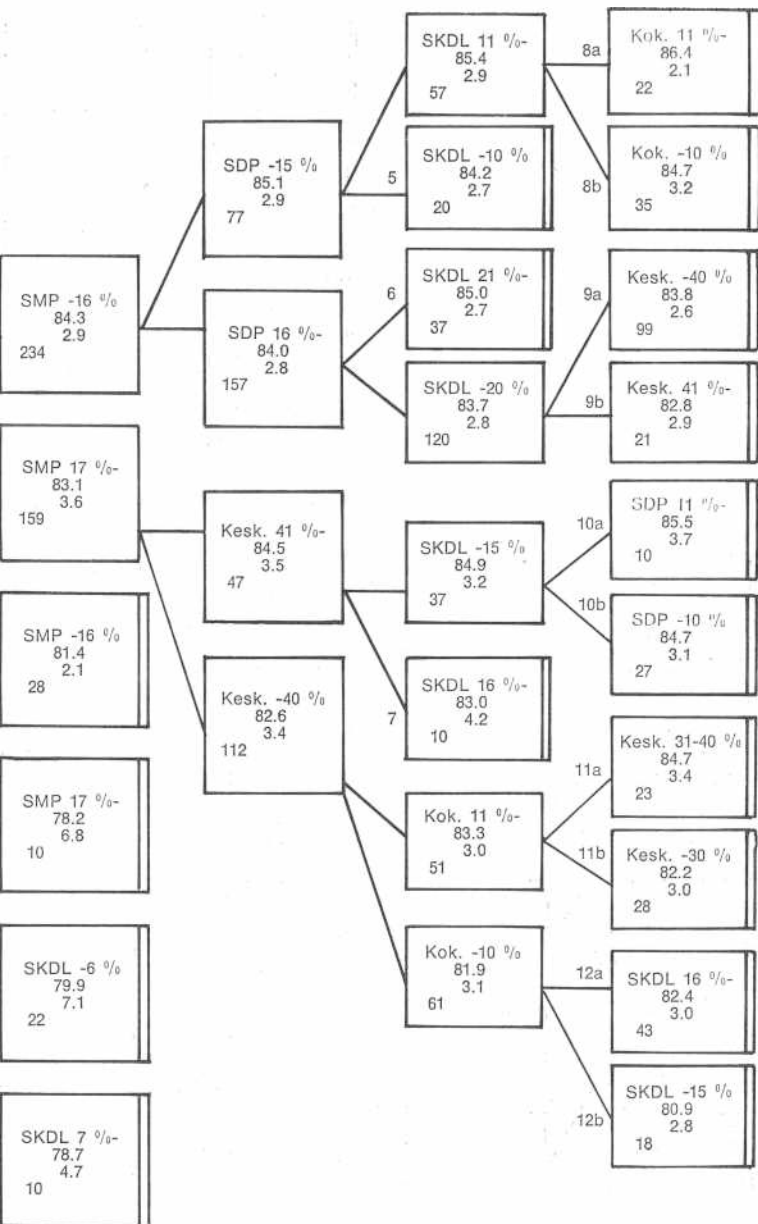 SMP -16 %
84.3
2.9
234
SMP 17 %-
83.1
3.6
159
SMP -16 %
81.4
2.1
28
SMP 17 %-
78.2
6.8
10
SKDL -6 %
79.9
7.1
22
SKDL 7 %-
78.7
4.7
10
SDP -15 %
85.1
2.9
77
SDP 16 %-
84.0
2.8
157
Kesk. 41 %-
84.5
3.5
47
Kesk. -40 %
82.6
3.4
112
5
6
7
SKDL 11 %-
85.4
2.9
57
SKDL -10 %
84.2
2.7
20
SKDL 21 %-
85.0
2.7
37
SKDL -20 %
83.7
2.8
120
SKDL -15 %
84.9
3.2
37
SKDL 16 %-
83.0
4.2
10
Kok. 11 %-
83.3
3.0
51
Kok. -10 %
81.9
3.1
61
8a
8b
9a
9b
10a
10b
11a
11b
12a
12b
Kok. 11 %-
86.4
2.1
22
Kok. -10 %
84.7
3.2
35
Kesk. -40 %
83.8
2.6
99
Kesk. 41 %-
82.8
2.9
21
SDP 11 %-
85.5
3.7
10
SDP -10 %
84.7
3.1
27
Kesk. 31-40 %
84.7
3.4
23
Kesk. -30 %
82.2
3.0
28
SKDL 16 %-
82.4
3.0
43
SKDL -15 %
80.9
2.8
18